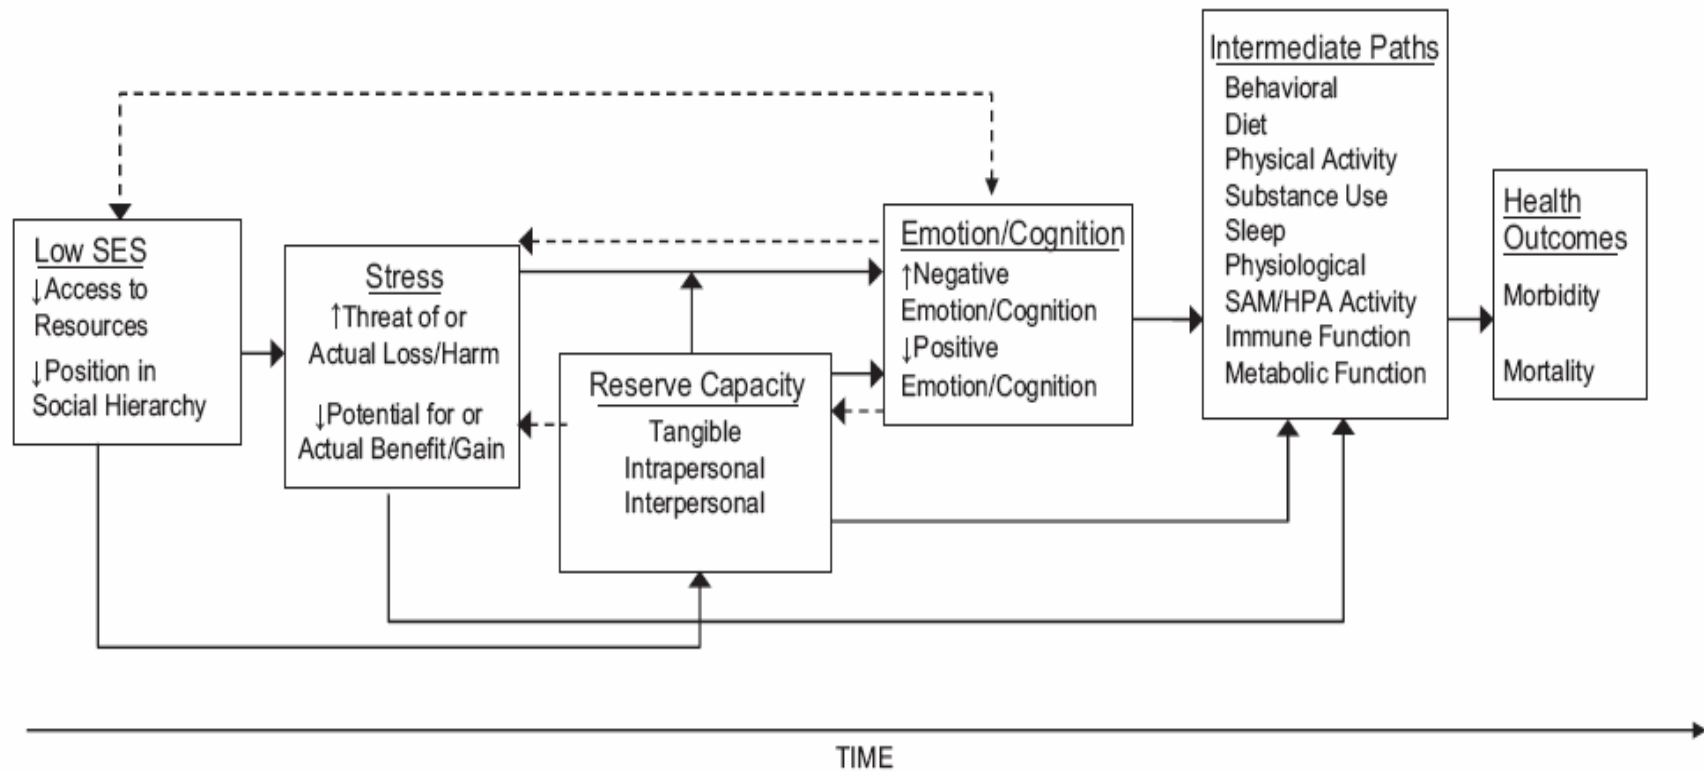 Low SES
↓Access to
Resources
↓Position in
Social Hierarchy
Stress
↑Threat of or
Actual Loss/Harm
↓Potential for or
Actual Benefit/Gain
Reserve Capacity
Tangible
Intrapersonal
Interpersonal
Emotion/Cognition
↑Negative
Emotion/Cognition
↓Positive
Emotion/Cognition
Intermediate Paths
Behavioral
Diet
Physical Activity
Substance Use
Sleep
Physiological
SAM/HPA Activity
Immune Function
Metabolic Function
Health
Outcomes
Morbidity
Mortality
TIME